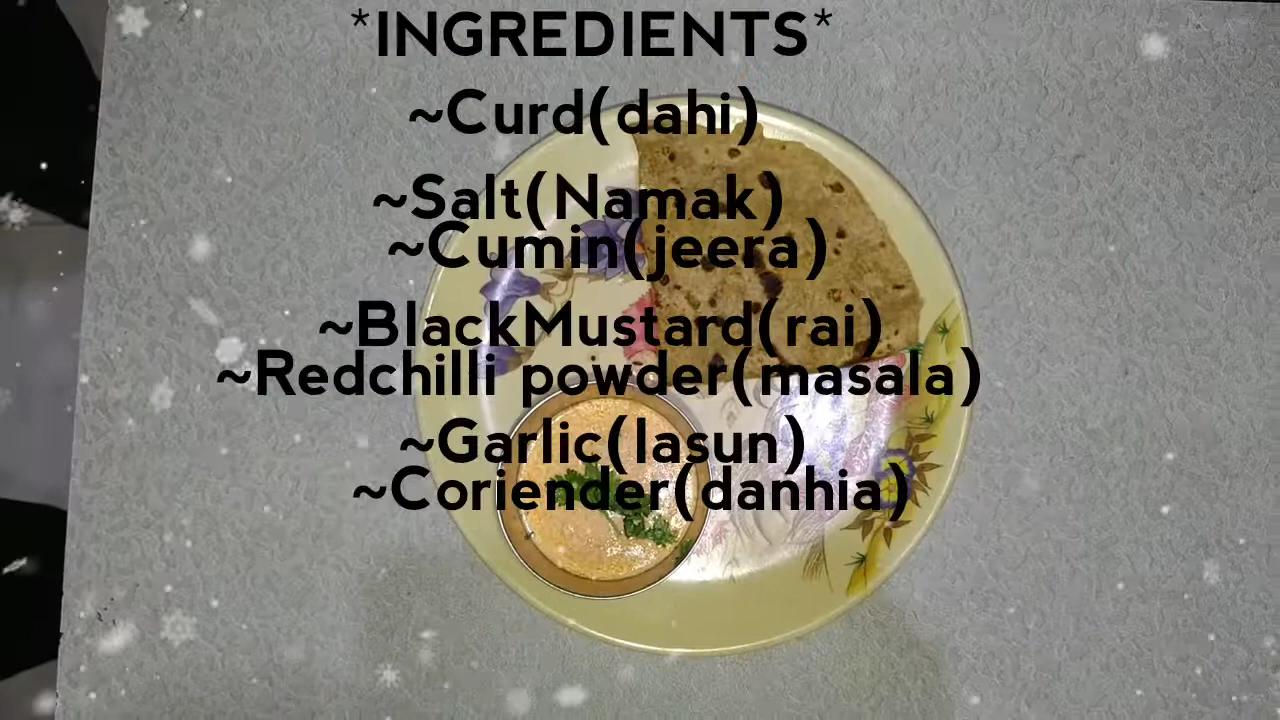 *INGREDIENTS*
~Curd(dahi)
~Salt(Namak)
~Cumin(jeera)
~BlackMustard(rai)
~Redchilli powder(masala)
~Garlic(lasun)
~Coriender(danhia)